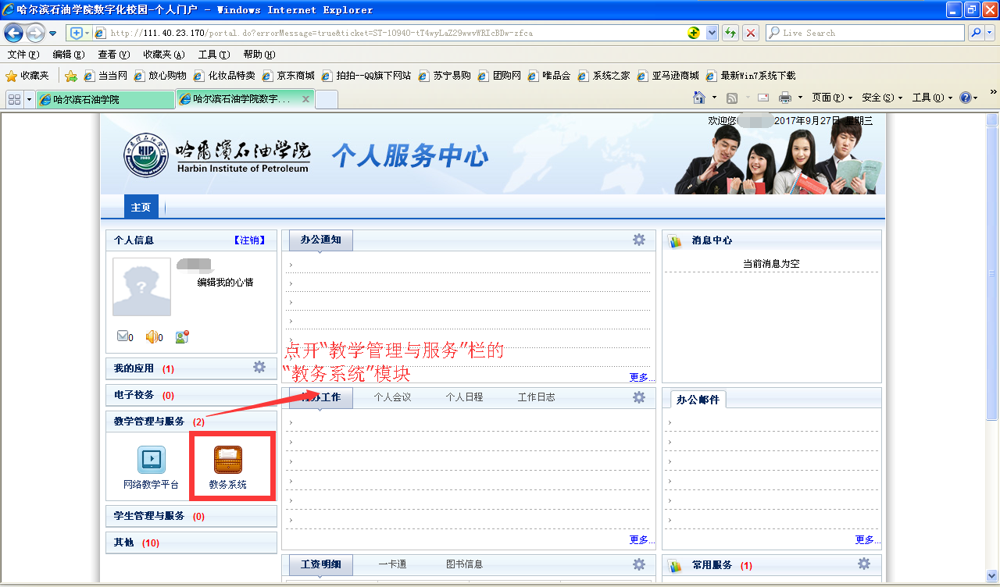 哈尔滨石油学院数字化校园-个人门户 - Windows Internet Explorer
http://111.40.23.170/portal.do?errorMessage=true&ticket=ST-10940-tT4wyLaZ29wwvWRIcBDw-zfca
Live Search
文件(F) 编辑(E) 查看(V) 收藏夹(A) 工具(T) 帮助(H)
收藏夹 当当网 放心购物 化妆品特卖 京东商城 拍拍--QQ旗下网站 苏宁易购 团购网 唯品会 系统之家 亚马逊商城 最新Win7系统下载
哈尔滨石油学院 哈尔滨石油学院数字... 页面(P) 安全(S) 工具(O) »
欢迎您 2017年9月27日 星期三
HIP
哈爾濱石油学院 个人服务中心
Harbin Institute of Petroleum
主页
个人信息 【注销】
编辑我的心情
0 0
我的应用 (1)
电子校务 (0)
教学管理与服务 (2)
网络教学平台 教务系统
学生管理与服务 (0)
其他 (10)
办公通知
点开“教学管理与服务”栏的
“教务系统”模块
更多...
办工作 个人会议 个人日程 工作日志
更多...
工资明细 一卡通 图书信息
消息中心
当前消息为空
办公邮件
更多...
常用服务 (1)